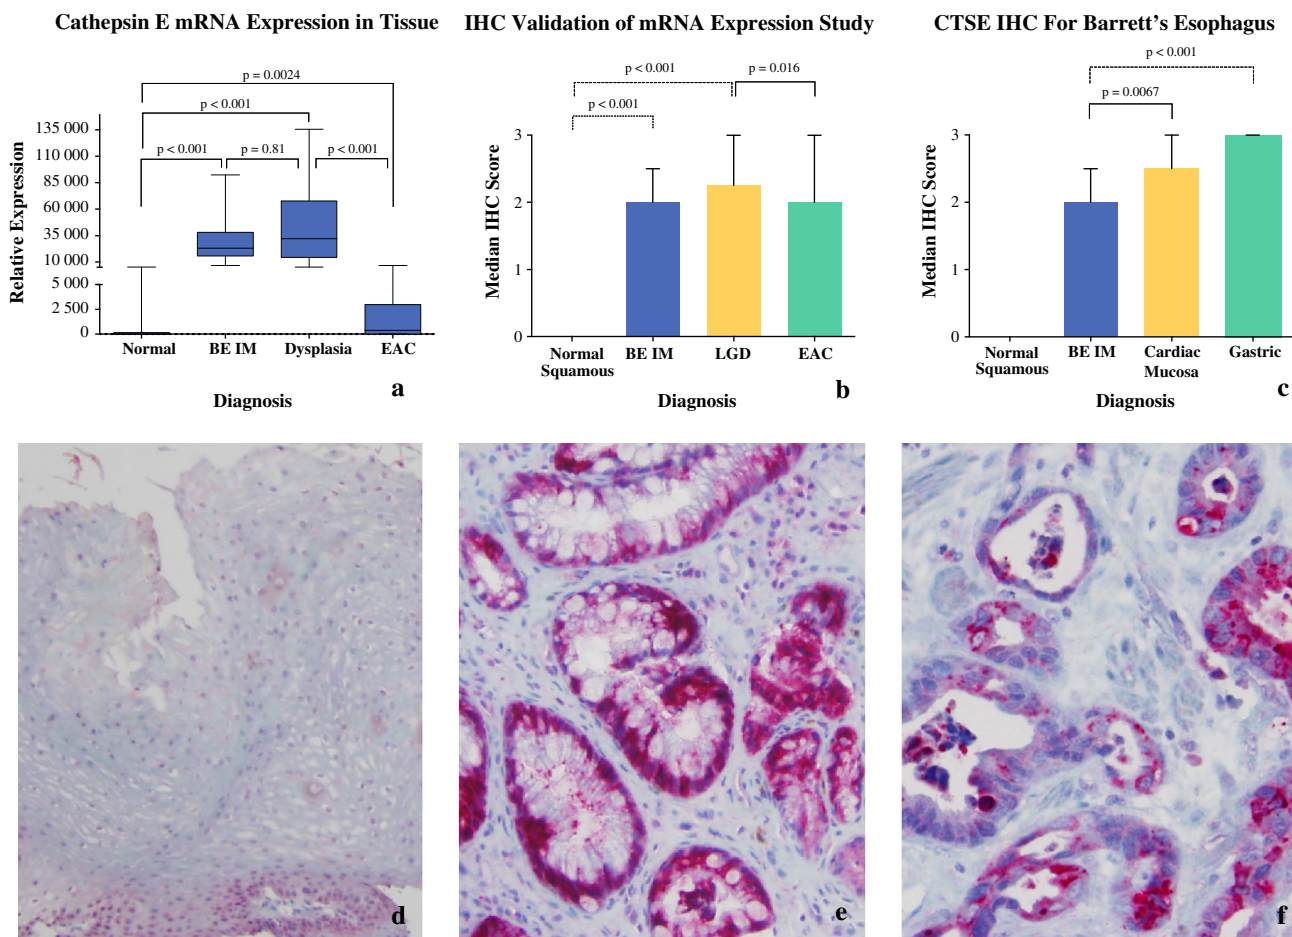 Cathepsin E mRNA Expression in Tissue
p = 0.0024
p < 0.001
p < 0.001
p = 0.81
p < 0.001
Relative Expression
135 000
110 000
85 000
60 000
35 000
10 000
5 000
2 500
0
Normal
BE IM
Dysplasia
EAC
Diagnosis
a
IHC Validation of mRNA Expression Study
p < 0.001
p = 0.016
p < 0.001
Median IHC Score
3
2
1
0
Normal
Squamous
BE IM
LGD
EAC
Diagnosis
b
CTSE IHC For Barrett's Esophagus
p < 0.001
p = 0.0067
Median IHC Score
3
2
1
0
Normal
Squamous
BE IM
Cardiac
Mucosa
Gastric
Diagnosis
c
d
e
f